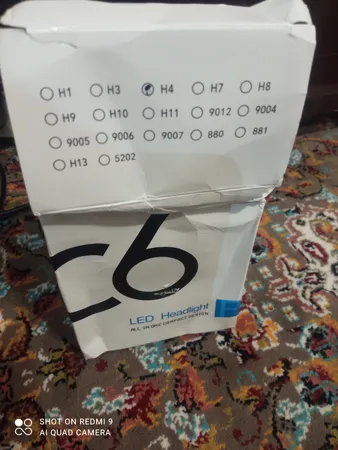 H1 H3 H4 H7 H8
H9 H10 H11 9012 9004
9005 9006 9007 880 881
H13 5202
C6
LED Headlight
ALL IN ONE COMPACT DESIGN
SHOT ON REDMI 9
AI QUAD CAMERA